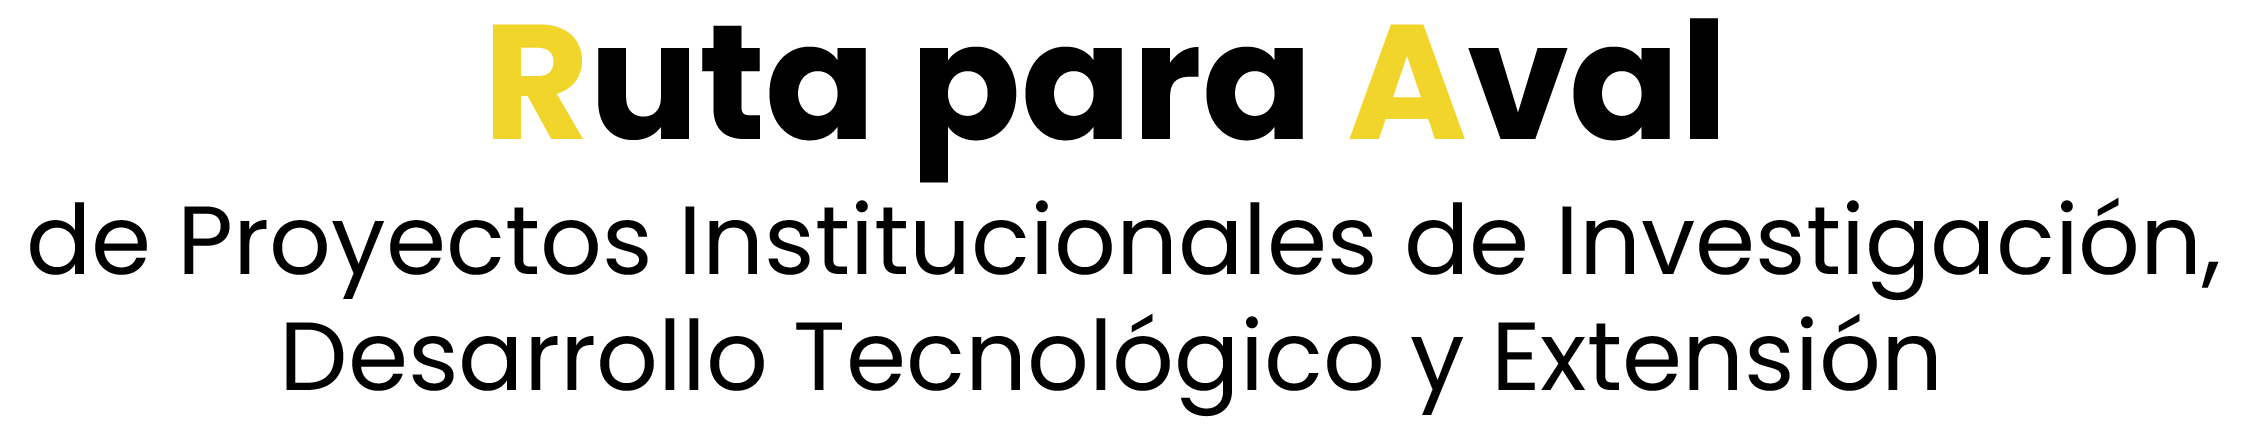 Ruta para Aval
de Proyectos Institucionales de Investigación,
Desarrollo Tecnológico y Extensión